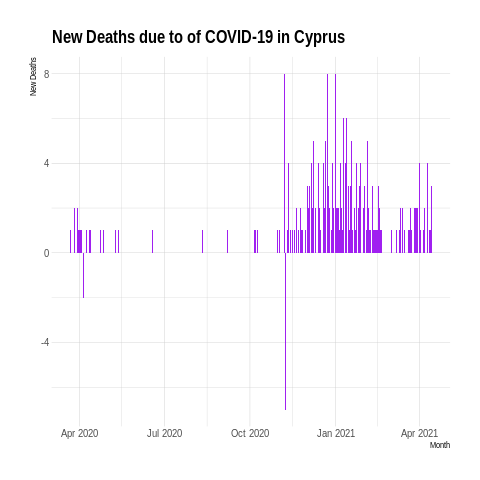 New Deaths due to of COVID-19 in Cyprus
New Deaths
8
4
0
-4
Apr 2020 Jul 2020 Oct 2020 Jan 2021 Apr 2021
Month